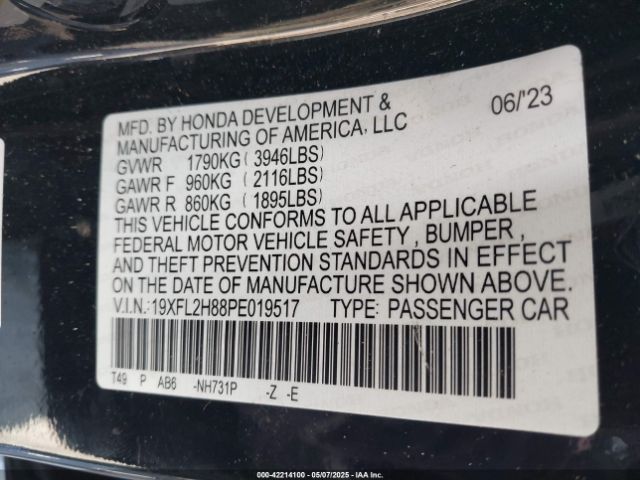 MFD. BY HONDA DEVELOPMENT & 06/'23
MANUFACTURING OF AMERICA, LLC
GVWR 1790KG (3946LBS)
GAWR F 960KG (2116LBS)
GAWR R 860KG (1895LBS)
THIS VEHICLE CONFORMS TO ALL APPLICABLE
FEDERAL MOTOR VEHICLE SAFETY, BUMPER,
AND THEFT PREVENTION STANDARDS IN EFFECT
ON THE DATE OF MANUFACTURE SHOWN ABOVE.
V.I.N.:19XFL2H88PE019517 TYPE: PASSENGER CAR
T49 P AB6 -NH731P -Z -E
000-42214100 - 05/07/2025 - IAA Inc.